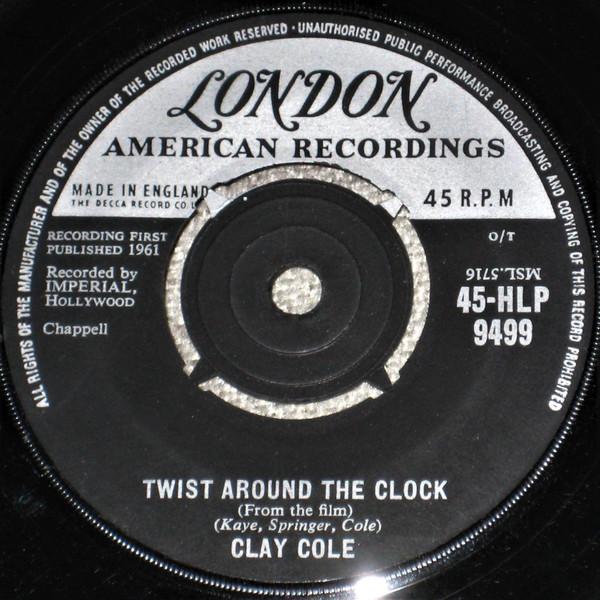 ALL RIGHTS OF THE MANUFACTURER AND OF THE OWNER OF THE RECORDED WORK RESERVED · UNAUTHORISED PUBLIC PERFORMANCE BROADCASTING AND COPYING OF THIS RECORD PROHIBITED
LONDON
AMERICAN RECORDINGS
MADE IN ENGLAND
THE DECCA RECORD CO.
45 R.P.M
RECORDING FIRST
PUBLISHED 1961
O/T
Recorded by
IMPERIAL,
HOLLYWOOD
MSL.5716
45-HLP
9499
Chappell
TWIST AROUND THE CLOCK
(From the film)
(Kaye, Springer, Cole)
CLAY COLE